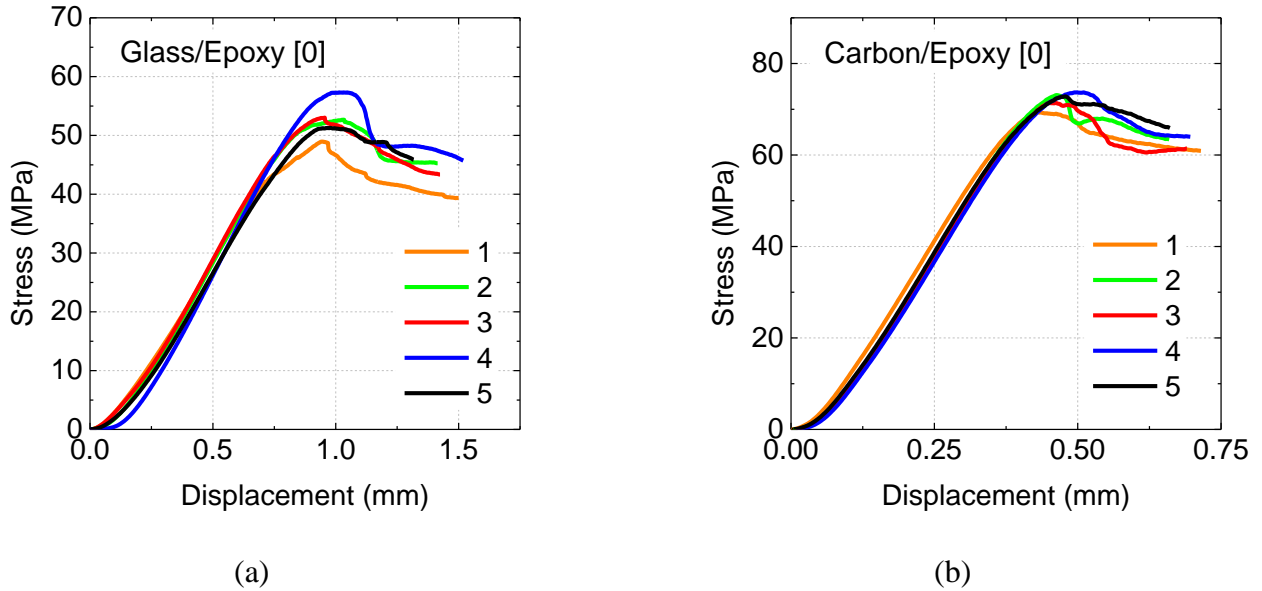 Glass/Epoxy [0]
Stress (MPa)
70
60
50
40
30
20
10
0
0.0 0.5 1.0 1.5
Displacement (mm)
1
2
3
4
5
(a)
Carbon/Epoxy [0]
Stress (MPa)
80
60
40
20
0
0.00 0.25 0.50 0.75
Displacement (mm)
1
2
3
4
5
(b)